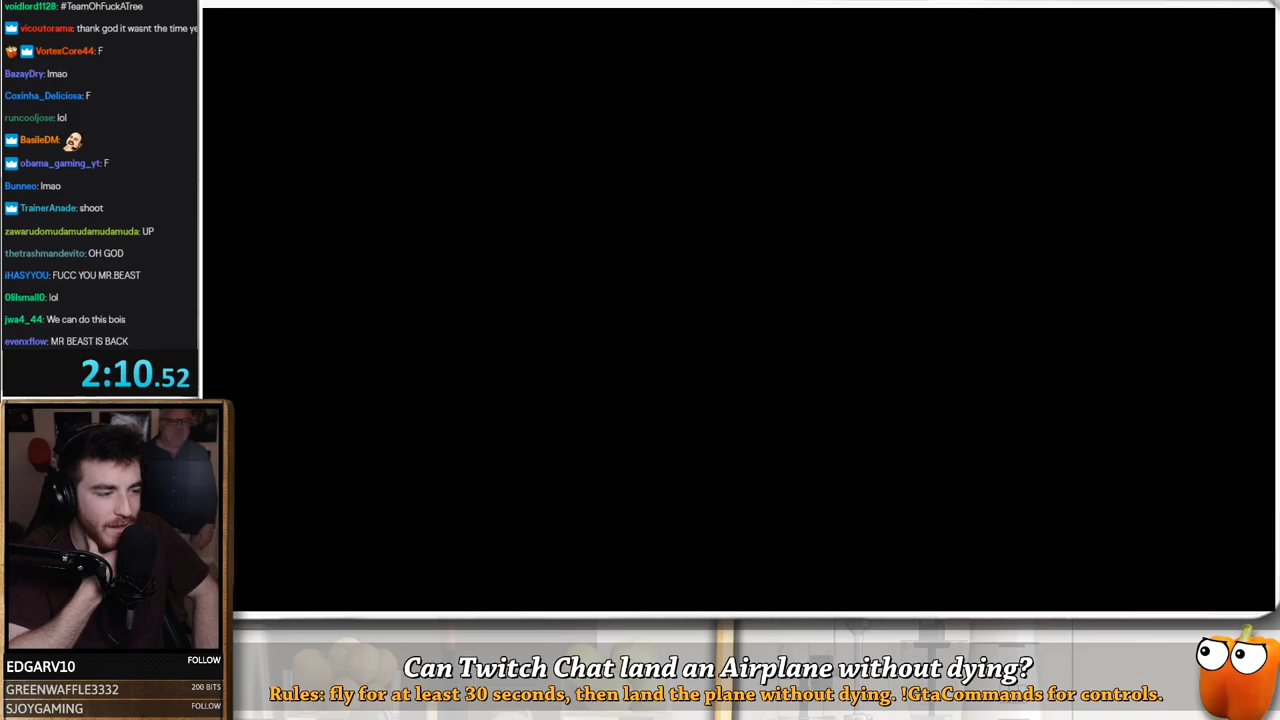 voidlord1128: #TeamOhFuckATree
vicoutorama: thank god it wasnt the time ye
VortexCore44: F
BazayDry: lmao
Coxinha_Deliciosa: F
runcooljose: lol
BasileDM:
obama_gaming_yt: F
Bunneo: lmao
TrainerAnade: shoot
zawarudomudamudamudamuda: UP
thetrashmandevito: OH GOD
iHASYYOU: FUCC YOU MR.BEAST
0lilsmall0: lol
jwa4_44: We can do this bois
evenxflow: MR BEAST IS BACK
2:10.52
EDGARV10 FOLLOW
GREENWAFFLE3332 200 BITS
SJOYGAMING FOLLOW
Can Twitch Chat land an Airplane without dying?
Rules: fly for at least 30 seconds, then land the plane without dying. !GtaCommands for controls.